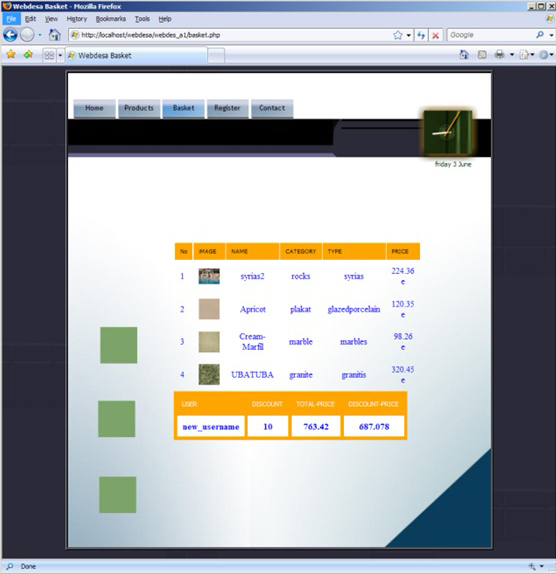 Webdesa Basket - Mozilla Firefox
File Edit View History Bookmarks Tools Help
http://localhost/webdesa/webdes_a1/basket.php
Google
Webdesa Basket
Home Products Basket Register Contact
friday 3 June
No IMAGE NAME CATEGORY TYPE PRICE
1 syrias2 rocks syrias 224.36
e
2 Apricot plakat glazedporcelain 120.35
e
3 Cream-
Marfil marble marbles 98.26
e
4 UBATUBA granite granitis 320.45
e
USER DISCOUNT TOTAL-PRICE DISCOUNT-PRICE
new_username 10 763.42 687.078
Done